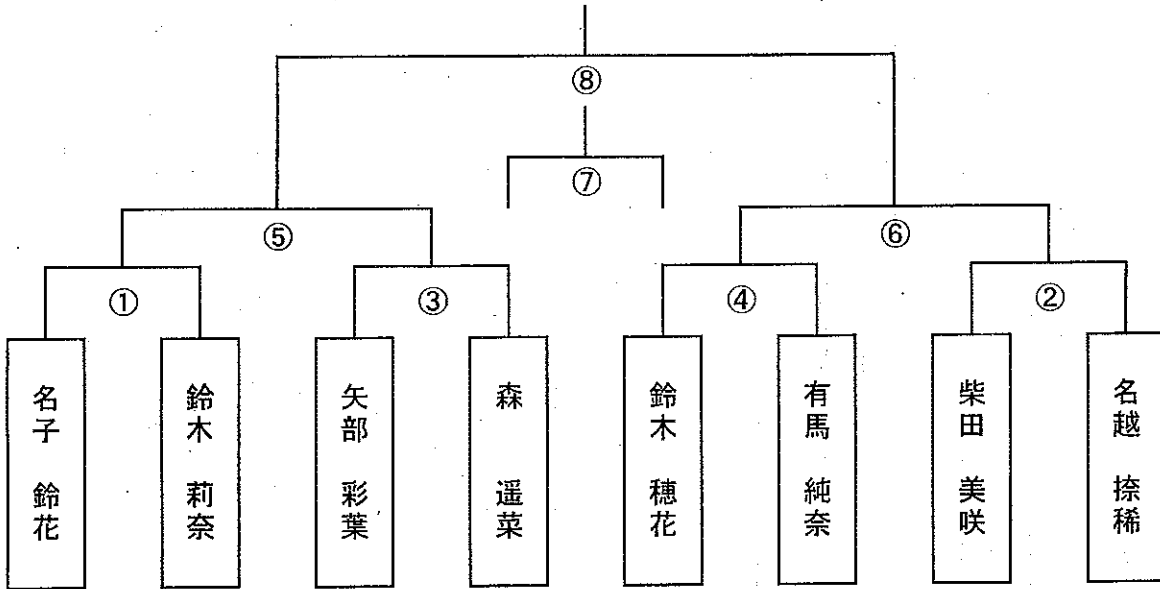 ⑧
⑦
⑤
⑥
①
③
④
②
名子 鈴花
鈴木 莉奈
矢部 彩葉
森 遥菜
鈴木 穂花
有馬 純奈
柴田 美咲
名越 捺稀